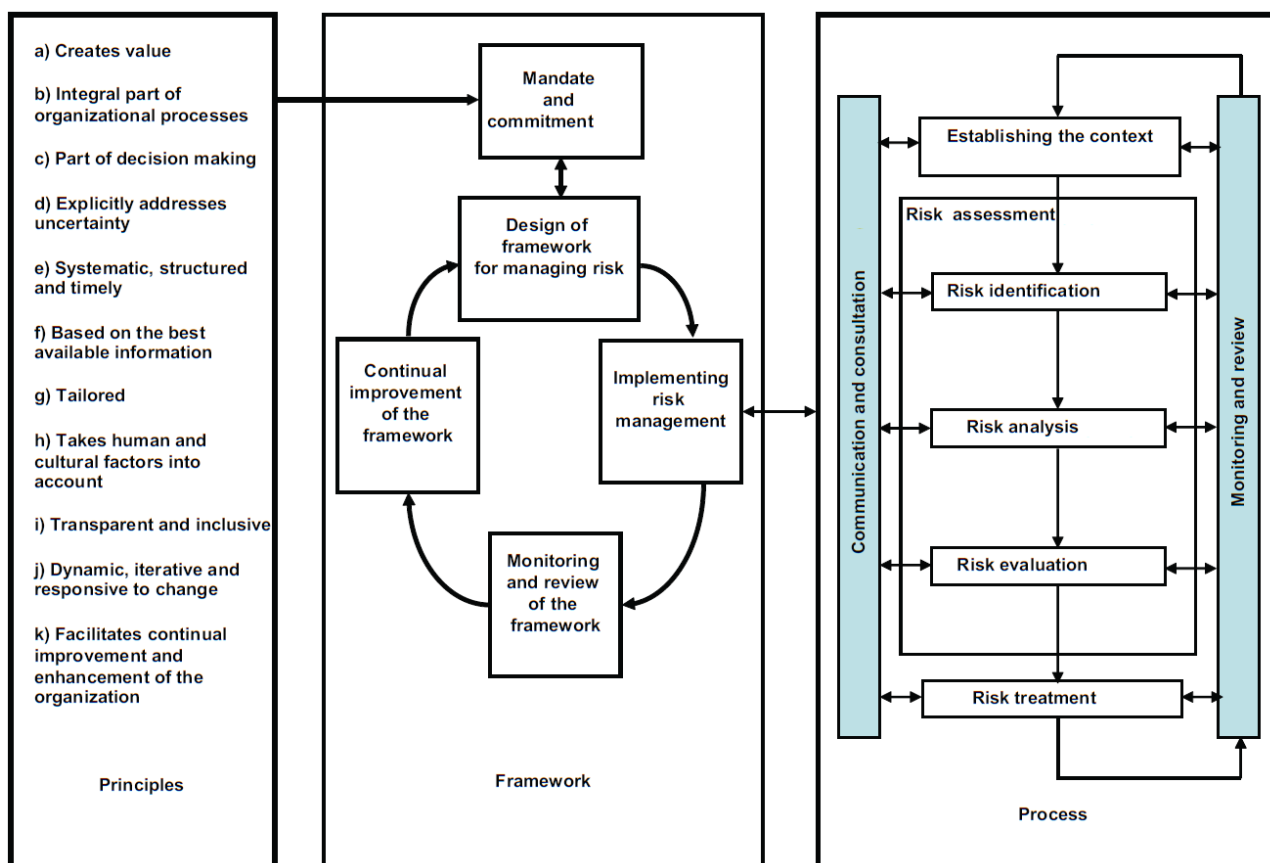 a) Creates value
b) Integral part of
organizational processes
c) Part of decision making
d) Explicitly addresses
uncertainty
e) Systematic, structured
and timely
f) Based on the best
available information
g) Tailored
h) Takes human and
cultural factors into
account
i) Transparent and inclusive
j) Dynamic, iterative and
responsive to change
k) Facilitates continual
improvement and
enhancement of the
organization
Principles
Mandate
and
commitment
Design of
framework
for managing risk
Continual
improvement
of the
framework
Implementing
risk
management
Monitoring
and review
of the
framework
Framework
Communication and consultation
Establishing the context
Risk assessment
Risk identification
Risk analysis
Risk evaluation
Risk treatment
Monitoring and review
Process